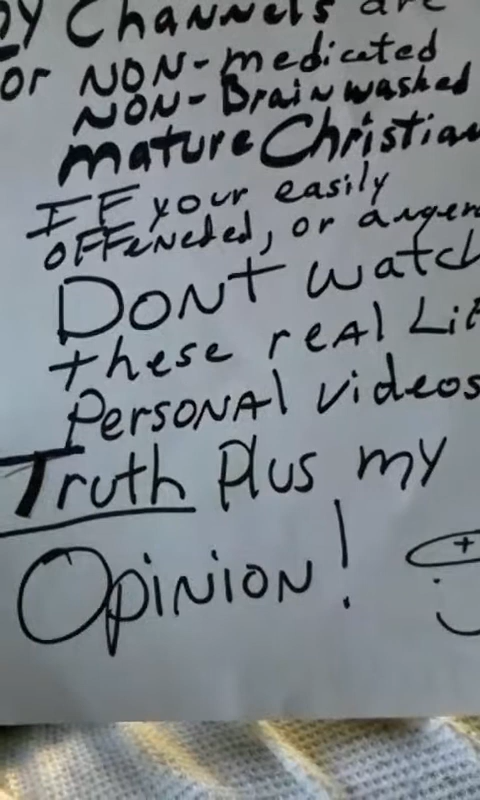 Channels are
or NON-medicated
NON-Brainwashed
mature Christian
IF your easily
OFFeNded, or anger
DONt watch
these real Lif
Personal videos
Truth Plus my
Opinion!